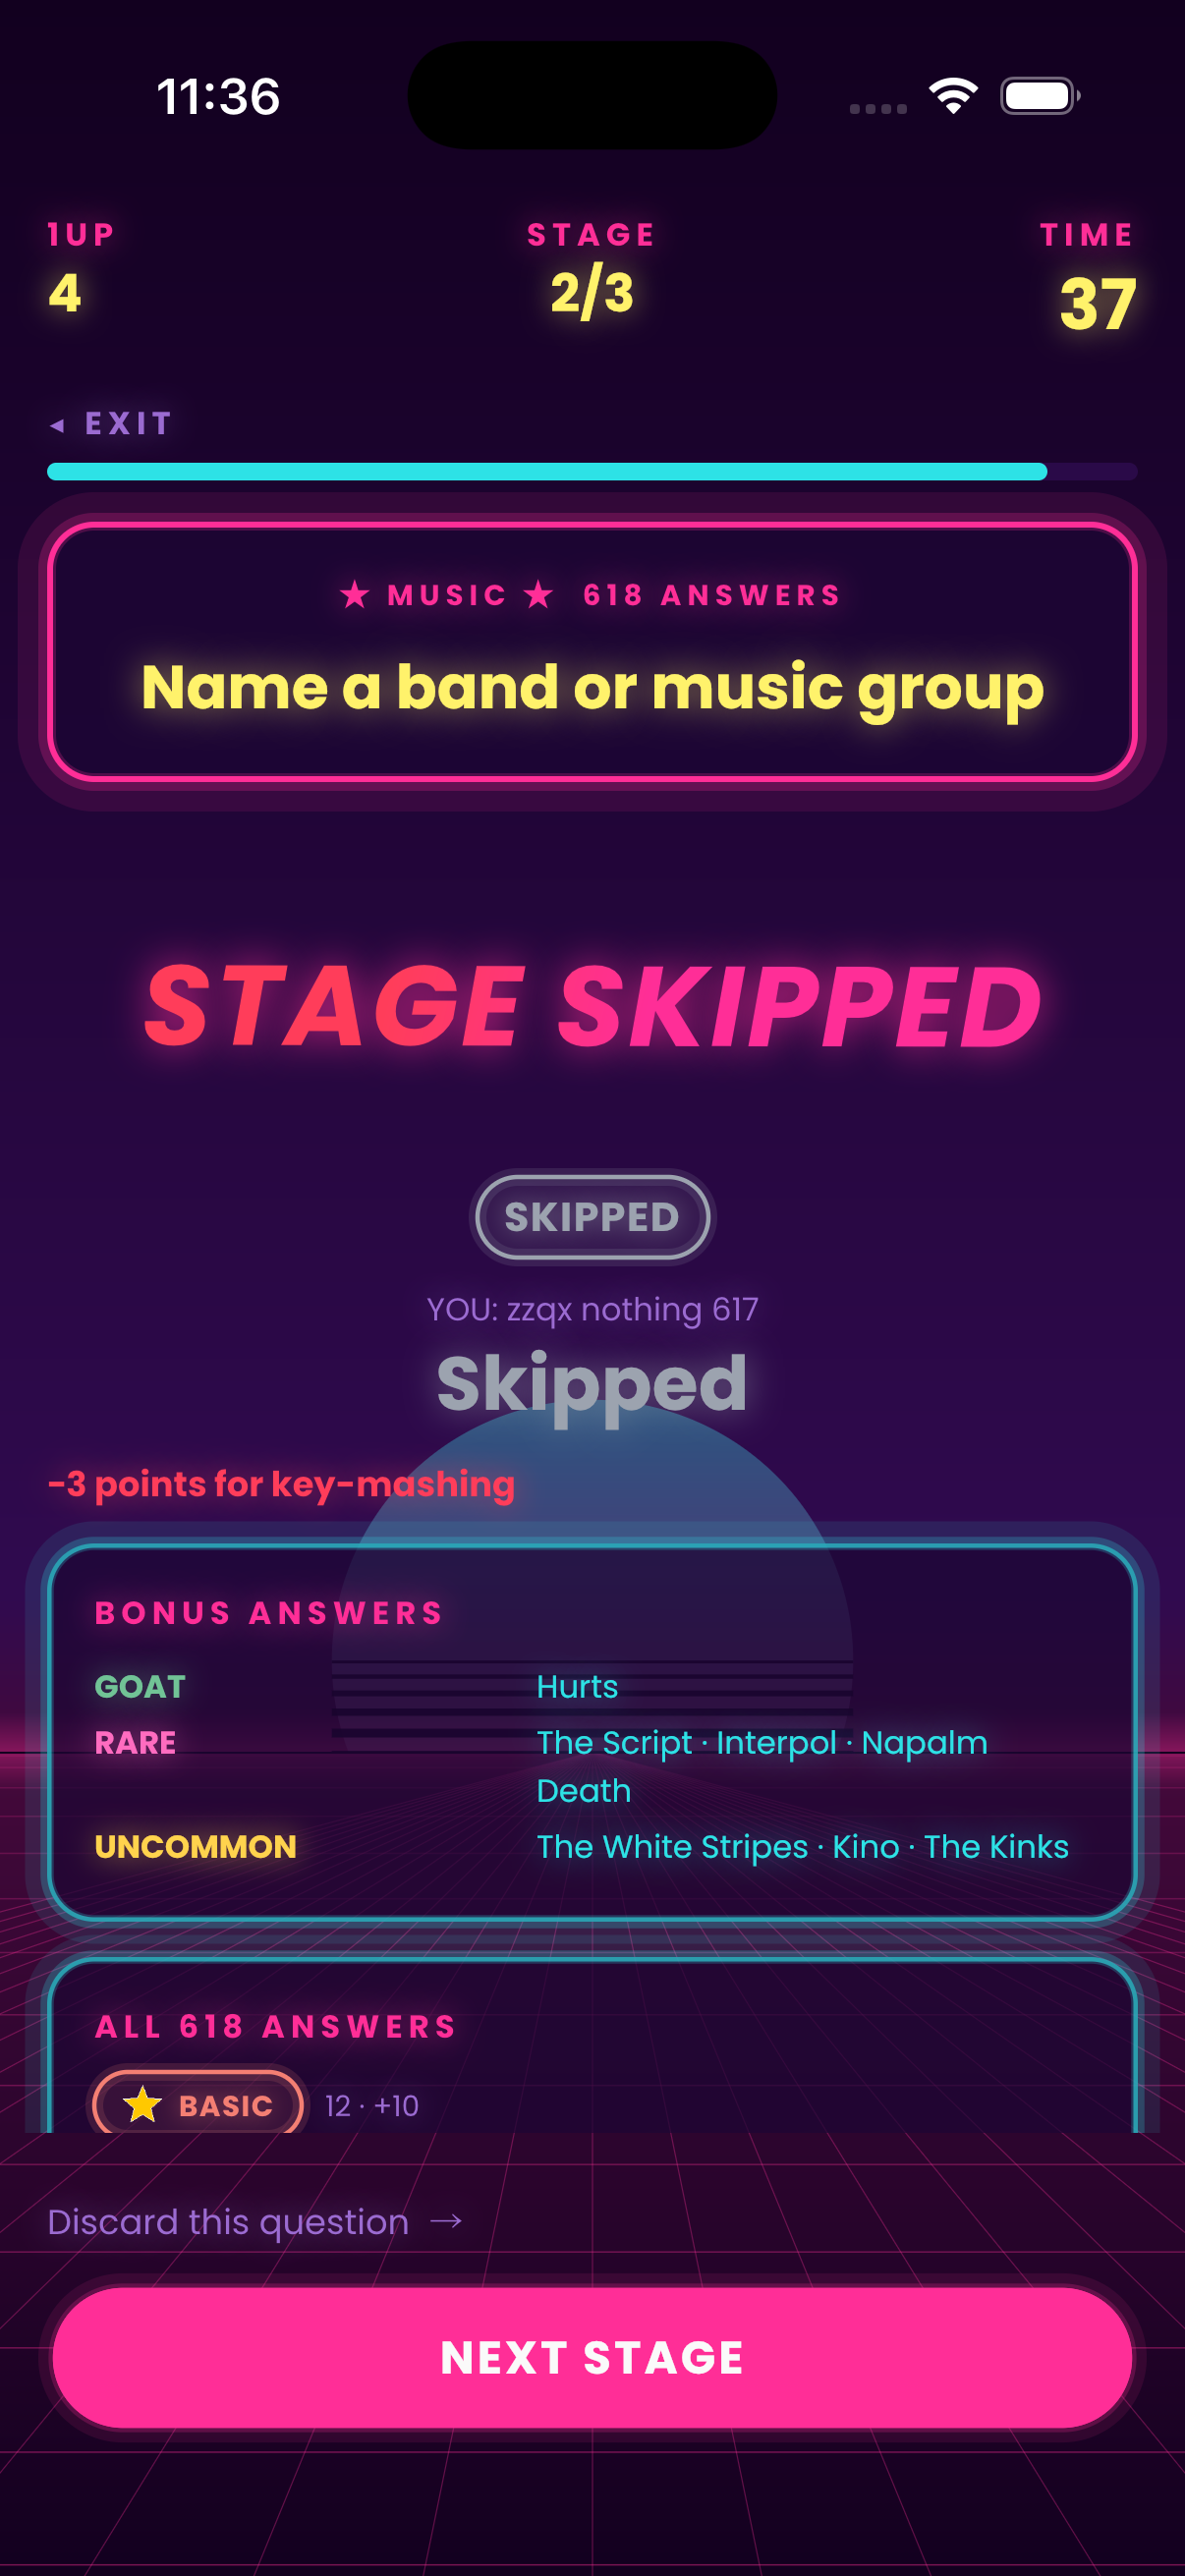 11:36
1UP
4
STAGE
2/3
TIME
37
◂ EXIT
★ MUSIC ★ 618 ANSWERS
Name a band or music group
STAGE SKIPPED
SKIPPED
YOU: zzqx nothing 617
Skipped
-3 points for key-mashing
BONUS ANSWERS
GOAT Hurts
RARE The Script · Interpol · Napalm
Death
UNCOMMON The White Stripes · Kino · The Kinks
ALL 618 ANSWERS
⭐ BASIC 12 · +10
Discard this question →
NEXT STAGE